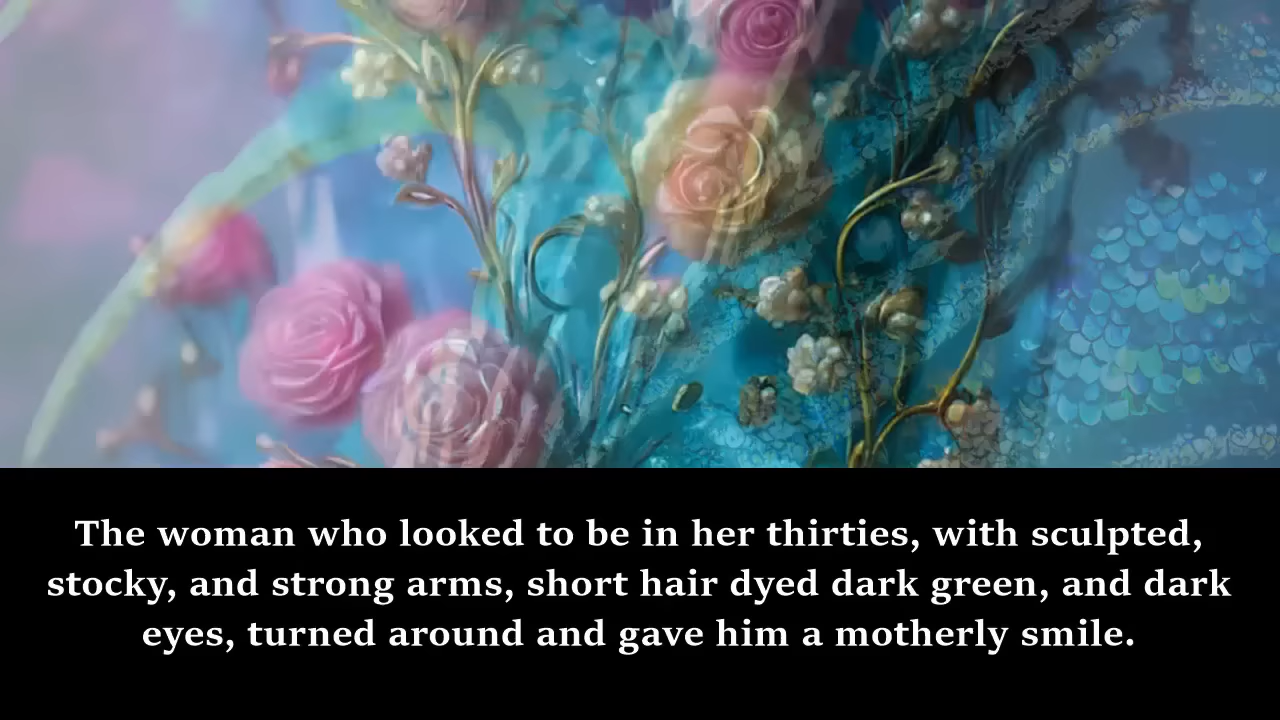 The woman who looked to be in her thirties, with sculpted,
stocky, and strong arms, short hair dyed dark green, and dark
eyes, turned around and gave him a motherly smile.